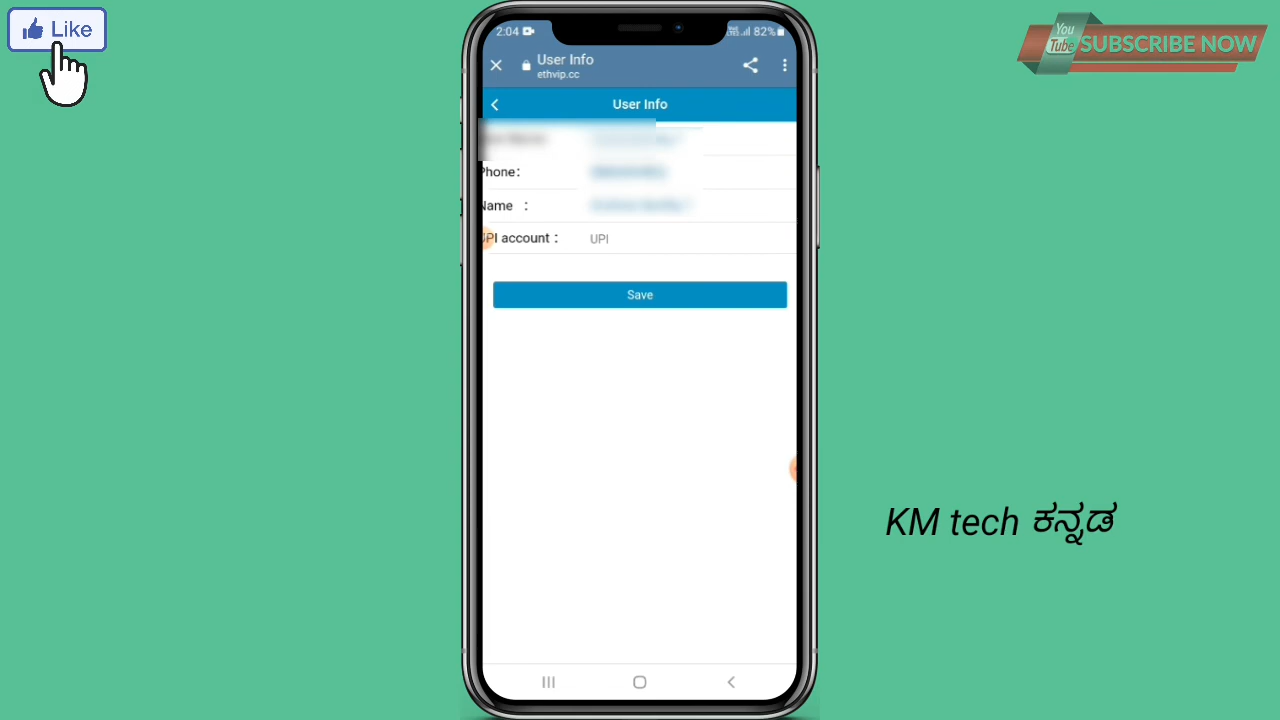 Like
You
Tube
SUBSCRIBE NOW
2:04
82%
User Info
ethvip.cc
User Info
Phone:
Name :
UPI account :
UPI
Save
KM tech ಕನ್ನಡ